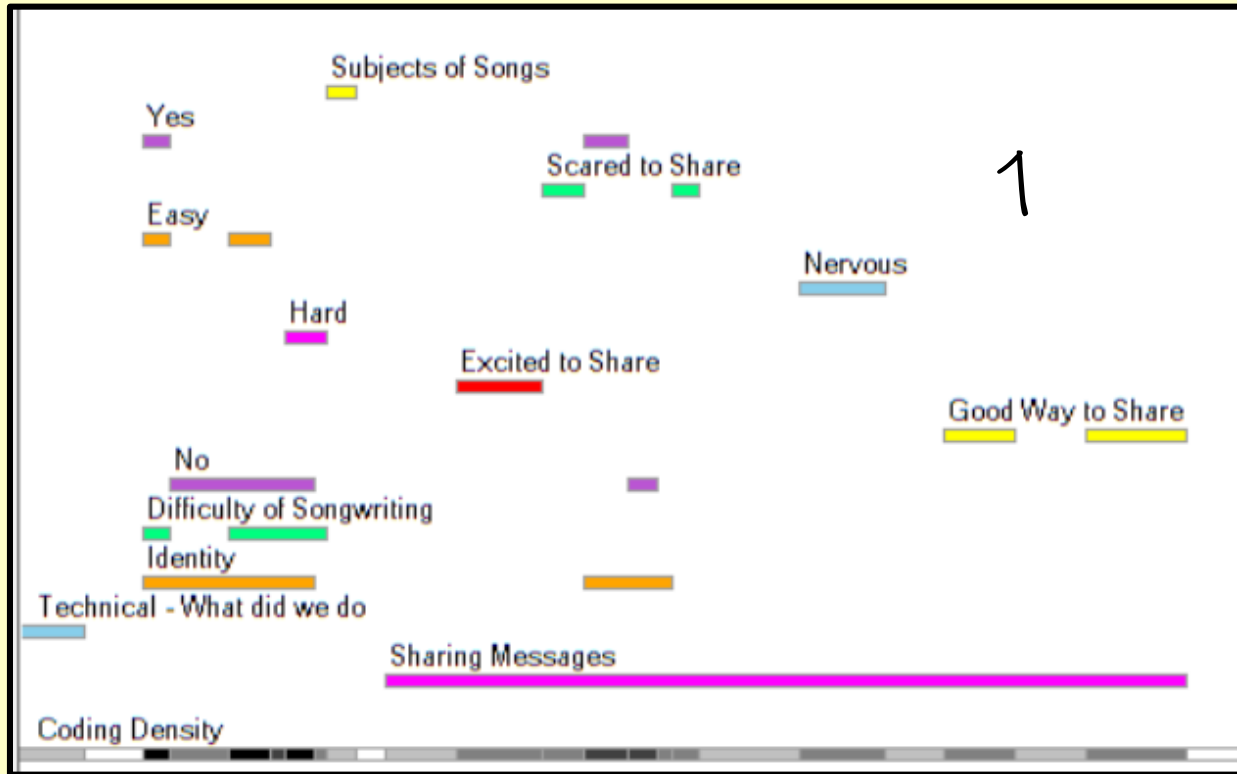 Subjects of Songs
Yes
Scared to Share
1
Easy
Nervous
Hard
Excited to Share
Good Way to Share
No
Difficulty of Songwriting
Identity
Technical - What did we do
Sharing Messages
Coding Density